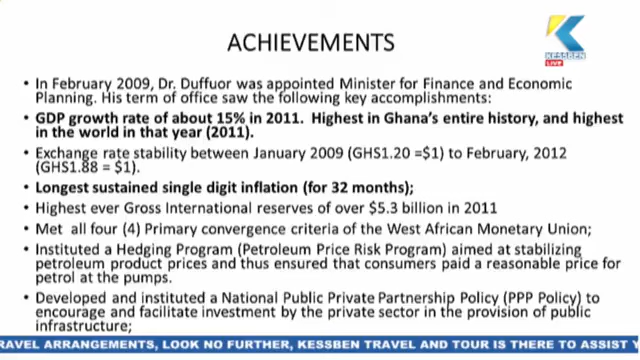 ACHIEVEMENTS
KESSBEN
LIVE
• In February 2009, Dr. Duffuor was appointed Minister for Finance and Economic
Planning. His term of office saw the following key accomplishments:
• GDP growth rate of about 15% in 2011. Highest in Ghana's entire history, and highest
in the world in that year (2011).
• Exchange rate stability between January 2009 (GHS1.20 =$1) to February, 2012
(GHS1.88 = $1).
• Longest sustained single digit inflation (for 32 months);
• Highest ever Gross International reserves of over $5.3 billion in 2011
• Met all four (4) Primary convergence criteria of the West African Monetary Union;
• Instituted a Hedging Program (Petroleum Price Risk Program) aimed at stabilizing
petroleum product prices and thus ensured that consumers paid a reasonable price for
petrol at the pumps.
• Developed and instituted a National Public Private Partnership Policy (PPP Policy) to
encourage and facilitate investment by the private sector in the provision of public
infrastructure;
RAVEL ARRANGEMENTS, LOOK NO FURTHER, KESSBEN TRAVEL AND TOUR IS THERE TO ASSIST Y